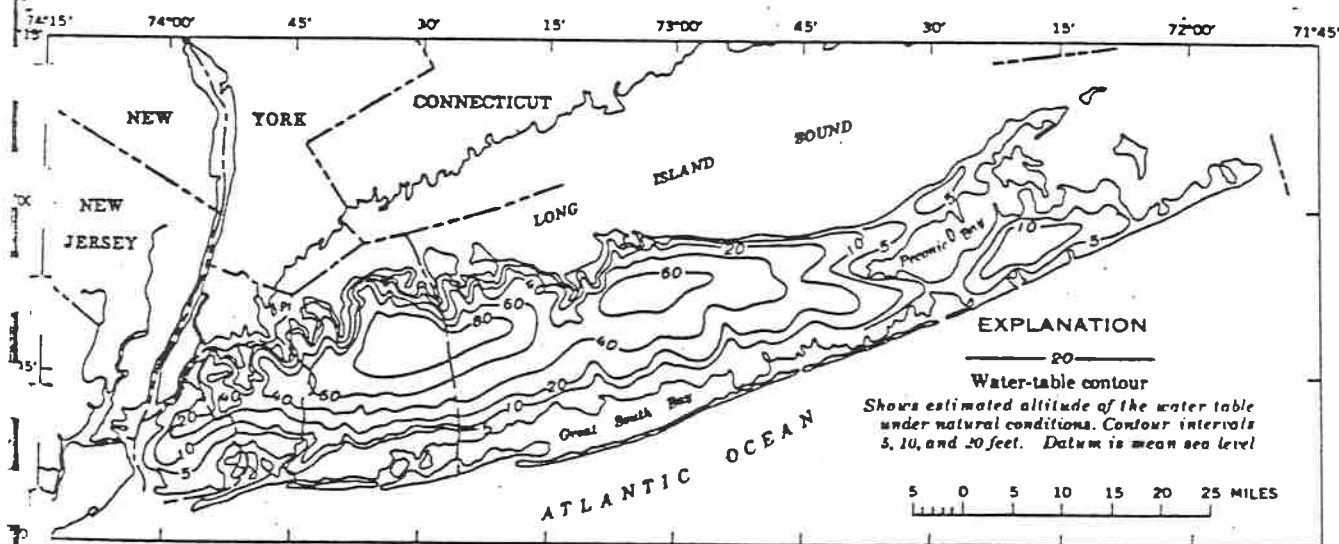 74°15' 74°00' 45' 30' 15' 73°00' 45' 30' 15' 72°00' 71°45'
CONNECTICUT
NEW YORK
SOUND
ISLAND
NEW
JERSEY
LONG
5
10
5
Peconic Bay
10
5
20
60
60
80
40
EXPLANATION
20
Water-table contour
Shows estimated altitude of the water table
under natural conditions. Contour intervals
5, 10, and 20 feet. Datum is mean sea level
40
40
60
20
20
10
10
5
Great South Bay
ATLANTIC OCEAN
5 0 5 10 15 20 25 MILES